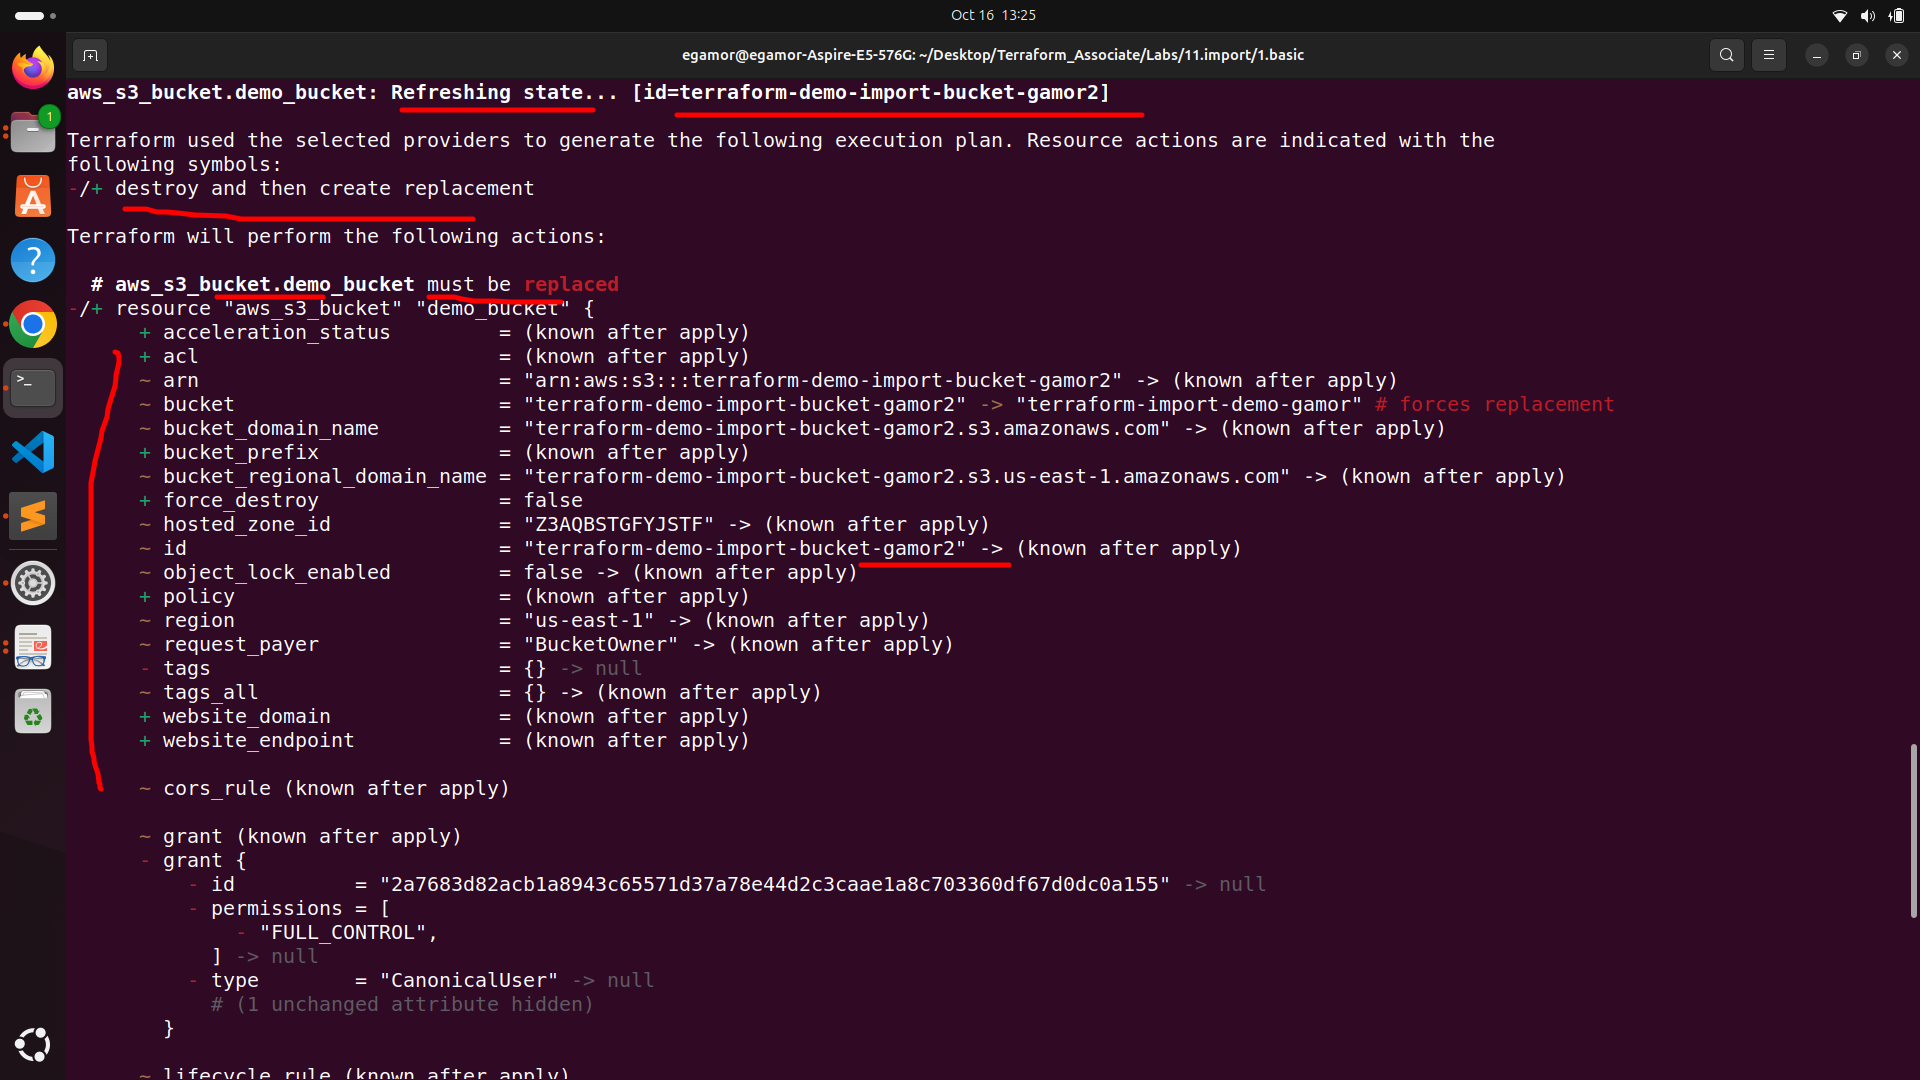 Oct 16 13:25
egamor@egamor-Aspire-E5-576G: ~/Desktop/Terraform_Associate/Labs/11.import/1.basic
1
aws_s3_bucket.demo_bucket: Refreshing state... [id=terraform-demo-import-bucket-gamor2]
Terraform used the selected providers to generate the following execution plan. Resource actions are indicated with the
following symbols:
-/+ destroy and then create replacement
Terraform will perform the following actions:
# aws_s3_bucket.demo_bucket must be replaced
-/+ resource "aws_s3_bucket" "demo_bucket" {
+ acceleration_status = (known after apply)
+ acl = (known after apply)
~ arn = "arn:aws:s3:::terraform-demo-import-bucket-gamor2" -> (known after apply)
~ bucket = "terraform-demo-import-bucket-gamor2" -> "terraform-import-demo-gamor" # forces replacement
~ bucket_domain_name = "terraform-demo-import-bucket-gamor2.s3.amazonaws.com" -> (known after apply)
+ bucket_prefix = (known after apply)
~ bucket_regional_domain_name = "terraform-demo-import-bucket-gamor2.s3.us-east-1.amazonaws.com" -> (known after apply)
+ force_destroy = false
~ hosted_zone_id = "Z3AQBSTGFYJSTF" -> (known after apply)
~ id = "terraform-demo-import-bucket-gamor2" -> (known after apply)
~ object_lock_enabled = false -> (known after apply)
+ policy = (known after apply)
~ region = "us-east-1" -> (known after apply)
~ request_payer = "BucketOwner" -> (known after apply)
- tags = {} -> null
~ tags_all = {} -> (known after apply)
+ website_domain = (known after apply)
+ website_endpoint = (known after apply)
~ cors_rule (known after apply)
~ grant (known after apply)
- grant {
- id = "2a7683d82acb1a8943c65571d37a78e44d2c3caae1a8c703360df67d0dc0a155" -> null
- permissions = [
- "FULL_CONTROL",
] -> null
- type = "CanonicalUser" -> null
# (1 unchanged attribute hidden)
}
~ lifecycle_rule (known after apply)